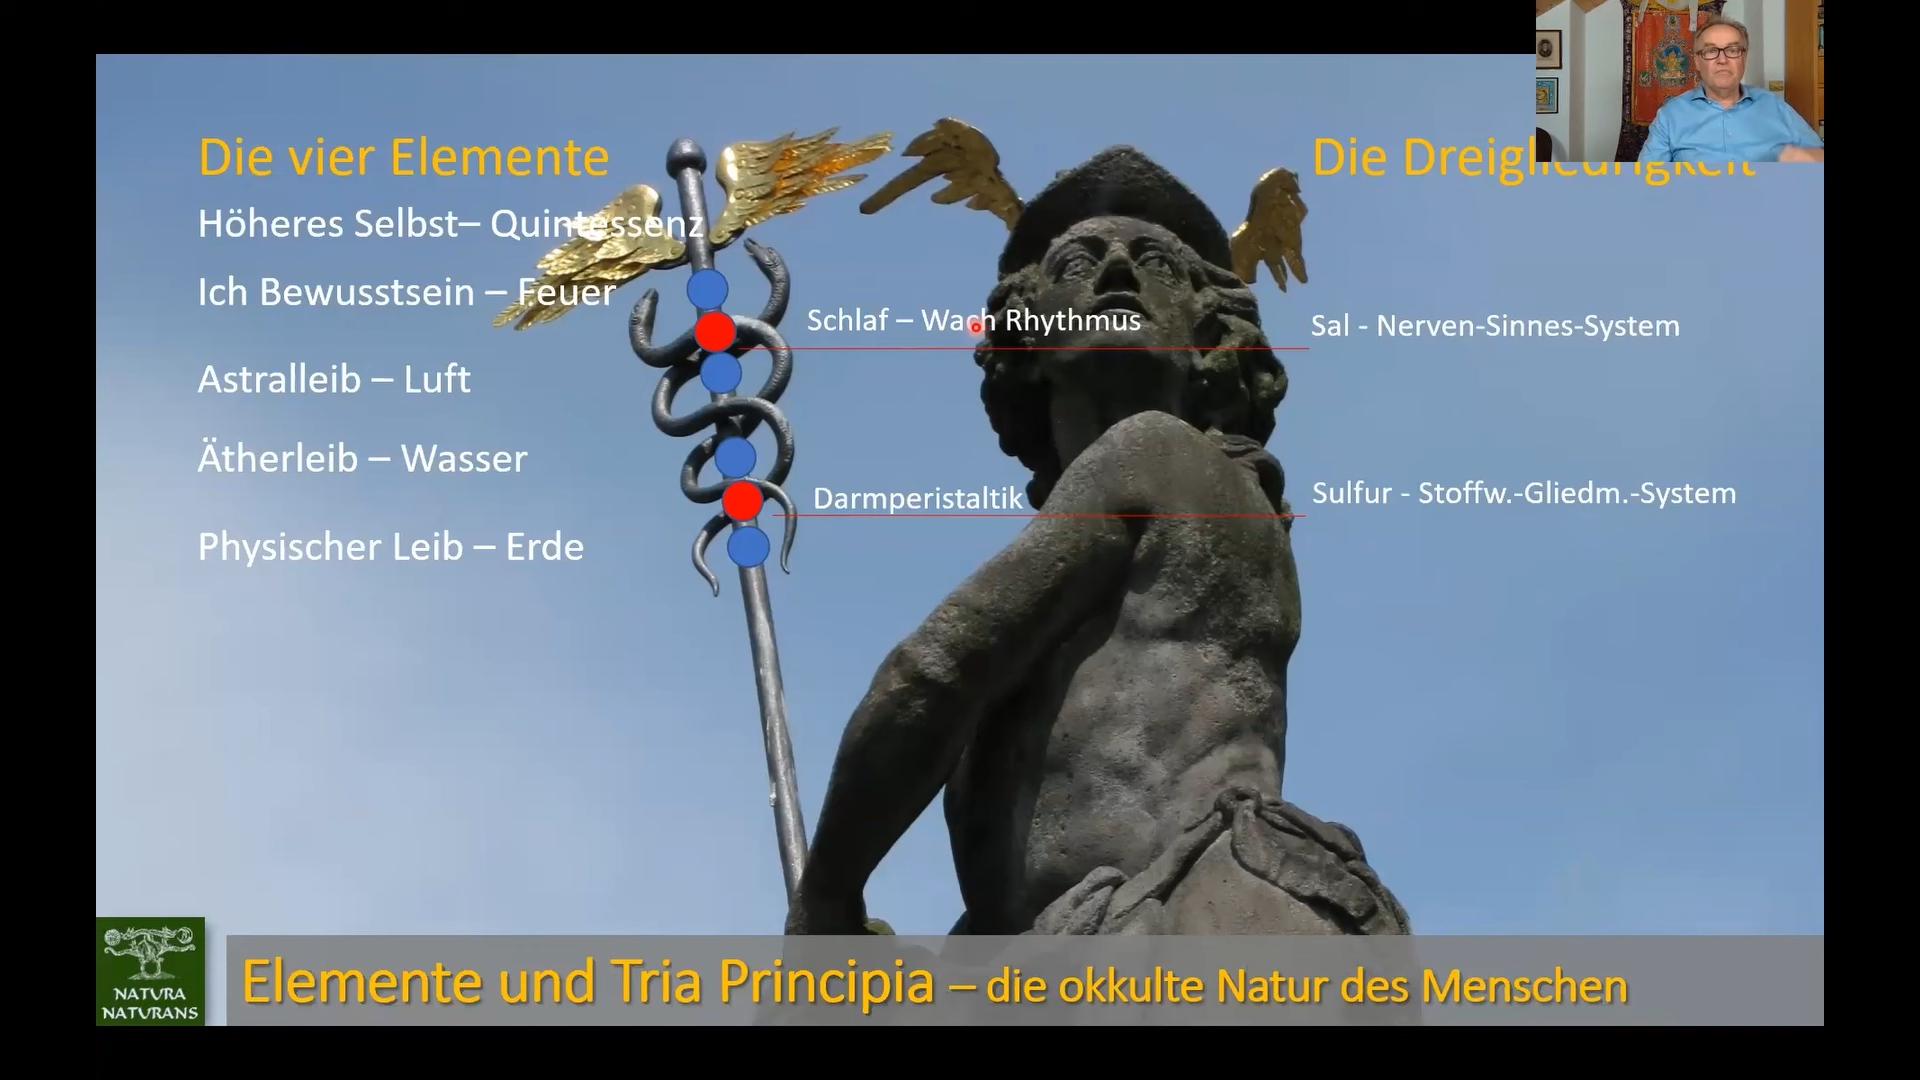 Die vier Elemente
Höheres Selbst– Quintessenz
Ich Bewusstsein – Feuer
Astralleib – Luft
Ätherleib – Wasser
Physischer Leib – Erde
Schlaf – Wach Rhythmus
Darmperistaltik
Die Dreigliedrigkeit
Sal - Nerven-Sinnes-System
Sulfur - Stoffw.-Gliedm.-System
NATURA
NATURANS
Elemente und Tria Principia – die okkulte Natur des Menschen